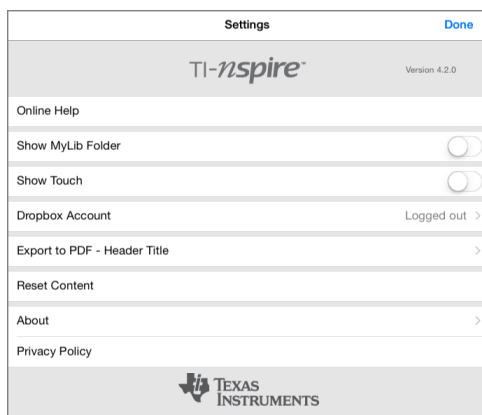 Settings Done
TI-nspire™ Version 4.2.0
Online Help
Show MyLib Folder
Show Touch
Dropbox Account Logged out >
Export to PDF - Header Title >
Reset Content
About >
Privacy Policy
TEXAS
INSTRUMENTS